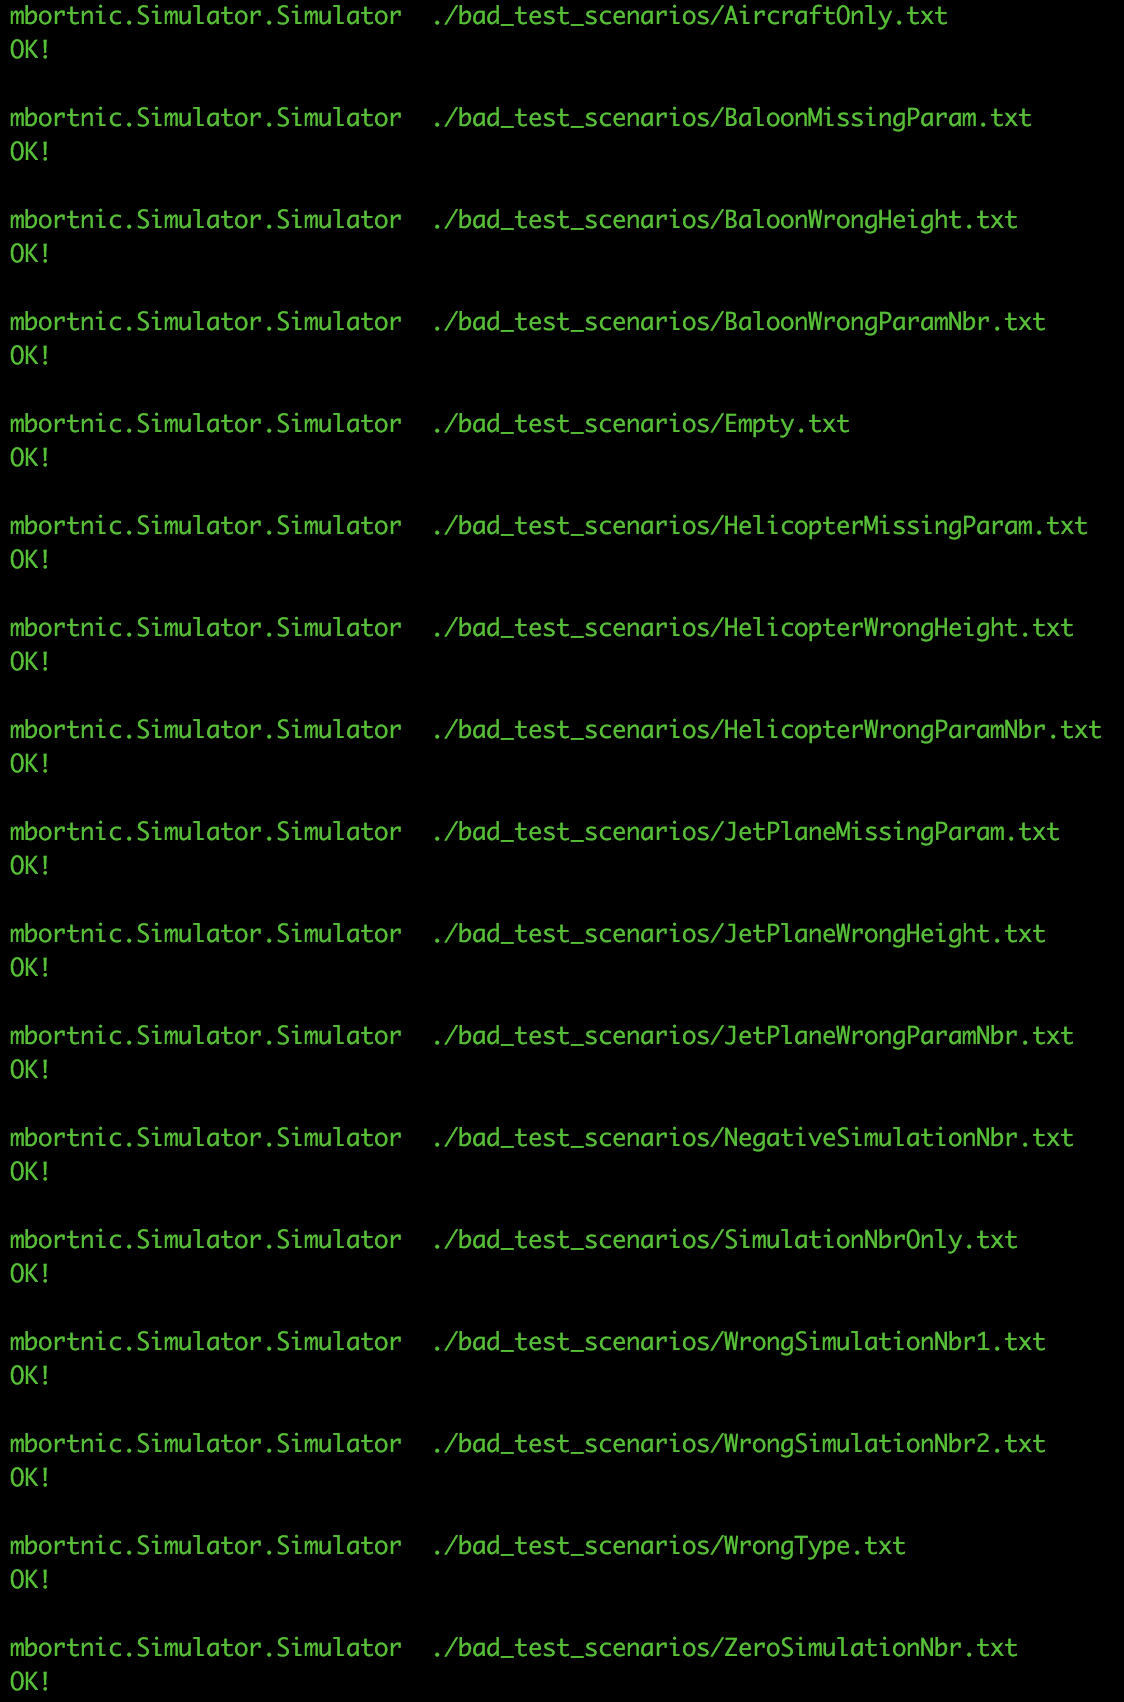 mbortnic.Simulator.Simulator  ./bad_test_scenarios/AircraftOnly.txt
OK!
mbortnic.Simulator.Simulator  ./bad_test_scenarios/BaloonMissingParam.txt
OK!
mbortnic.Simulator.Simulator  ./bad_test_scenarios/BaloonWrongHeight.txt
OK!
mbortnic.Simulator.Simulator  ./bad_test_scenarios/BaloonWrongParamNbr.txt
OK!
mbortnic.Simulator.Simulator  ./bad_test_scenarios/Empty.txt
OK!
mbortnic.Simulator.Simulator  ./bad_test_scenarios/HelicopterMissingParam.txt
OK!
mbortnic.Simulator.Simulator  ./bad_test_scenarios/HelicopterWrongHeight.txt
OK!
mbortnic.Simulator.Simulator  ./bad_test_scenarios/HelicopterWrongParamNbr.txt
OK!
mbortnic.Simulator.Simulator  ./bad_test_scenarios/JetPlaneMissingParam.txt
OK!
mbortnic.Simulator.Simulator  ./bad_test_scenarios/JetPlaneWrongHeight.txt
OK!
mbortnic.Simulator.Simulator  ./bad_test_scenarios/JetPlaneWrongParamNbr.txt
OK!
mbortnic.Simulator.Simulator  ./bad_test_scenarios/NegativeSimulationNbr.txt
OK!
mbortnic.Simulator.Simulator  ./bad_test_scenarios/SimulationNbrOnly.txt
OK!
mbortnic.Simulator.Simulator  ./bad_test_scenarios/WrongSimulationNbr1.txt
OK!
mbortnic.Simulator.Simulator  ./bad_test_scenarios/WrongSimulationNbr2.txt
OK!
mbortnic.Simulator.Simulator  ./bad_test_scenarios/WrongType.txt
OK!
mbortnic.Simulator.Simulator  ./bad_test_scenarios/ZeroSimulationNbr.txt
OK!